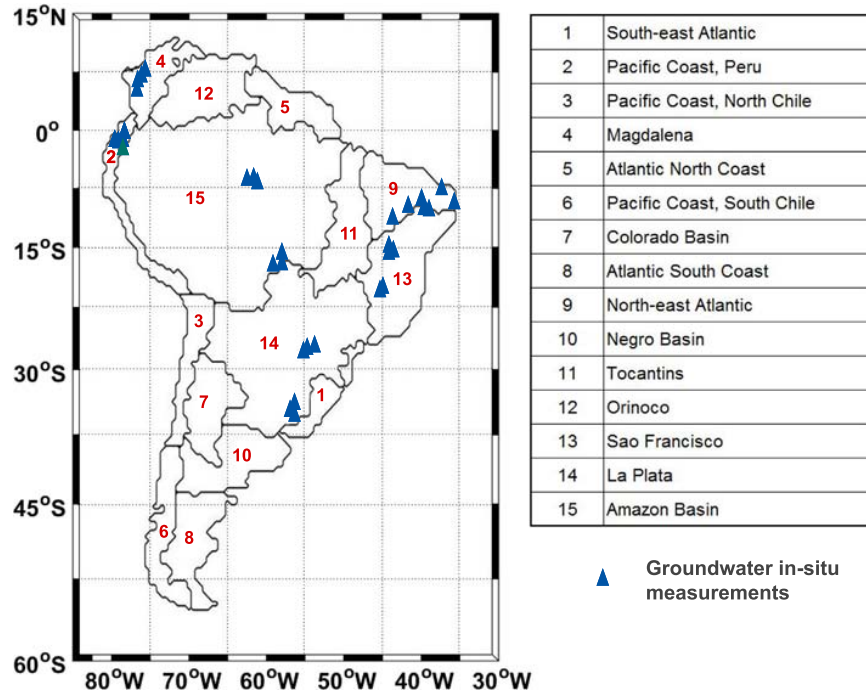 15°N
0°
15°S
30°S
45°S
60°S
80°W 70°W 60°W 50°W 40°W 30°W
4
12
5
2
15
9
11
13
3
14
7
1
10
6
8
1 South-east Atlantic
2 Pacific Coast, Peru
3 Pacific Coast, North Chile
4 Magdalena
5 Atlantic North Coast
6 Pacific Coast, South Chile
7 Colorado Basin
8 Atlantic South Coast
9 North-east Atlantic
10 Negro Basin
11 Tocantins
12 Orinoco
13 Sao Francisco
14 La Plata
15 Amazon Basin
Groundwater in-situ
measurements